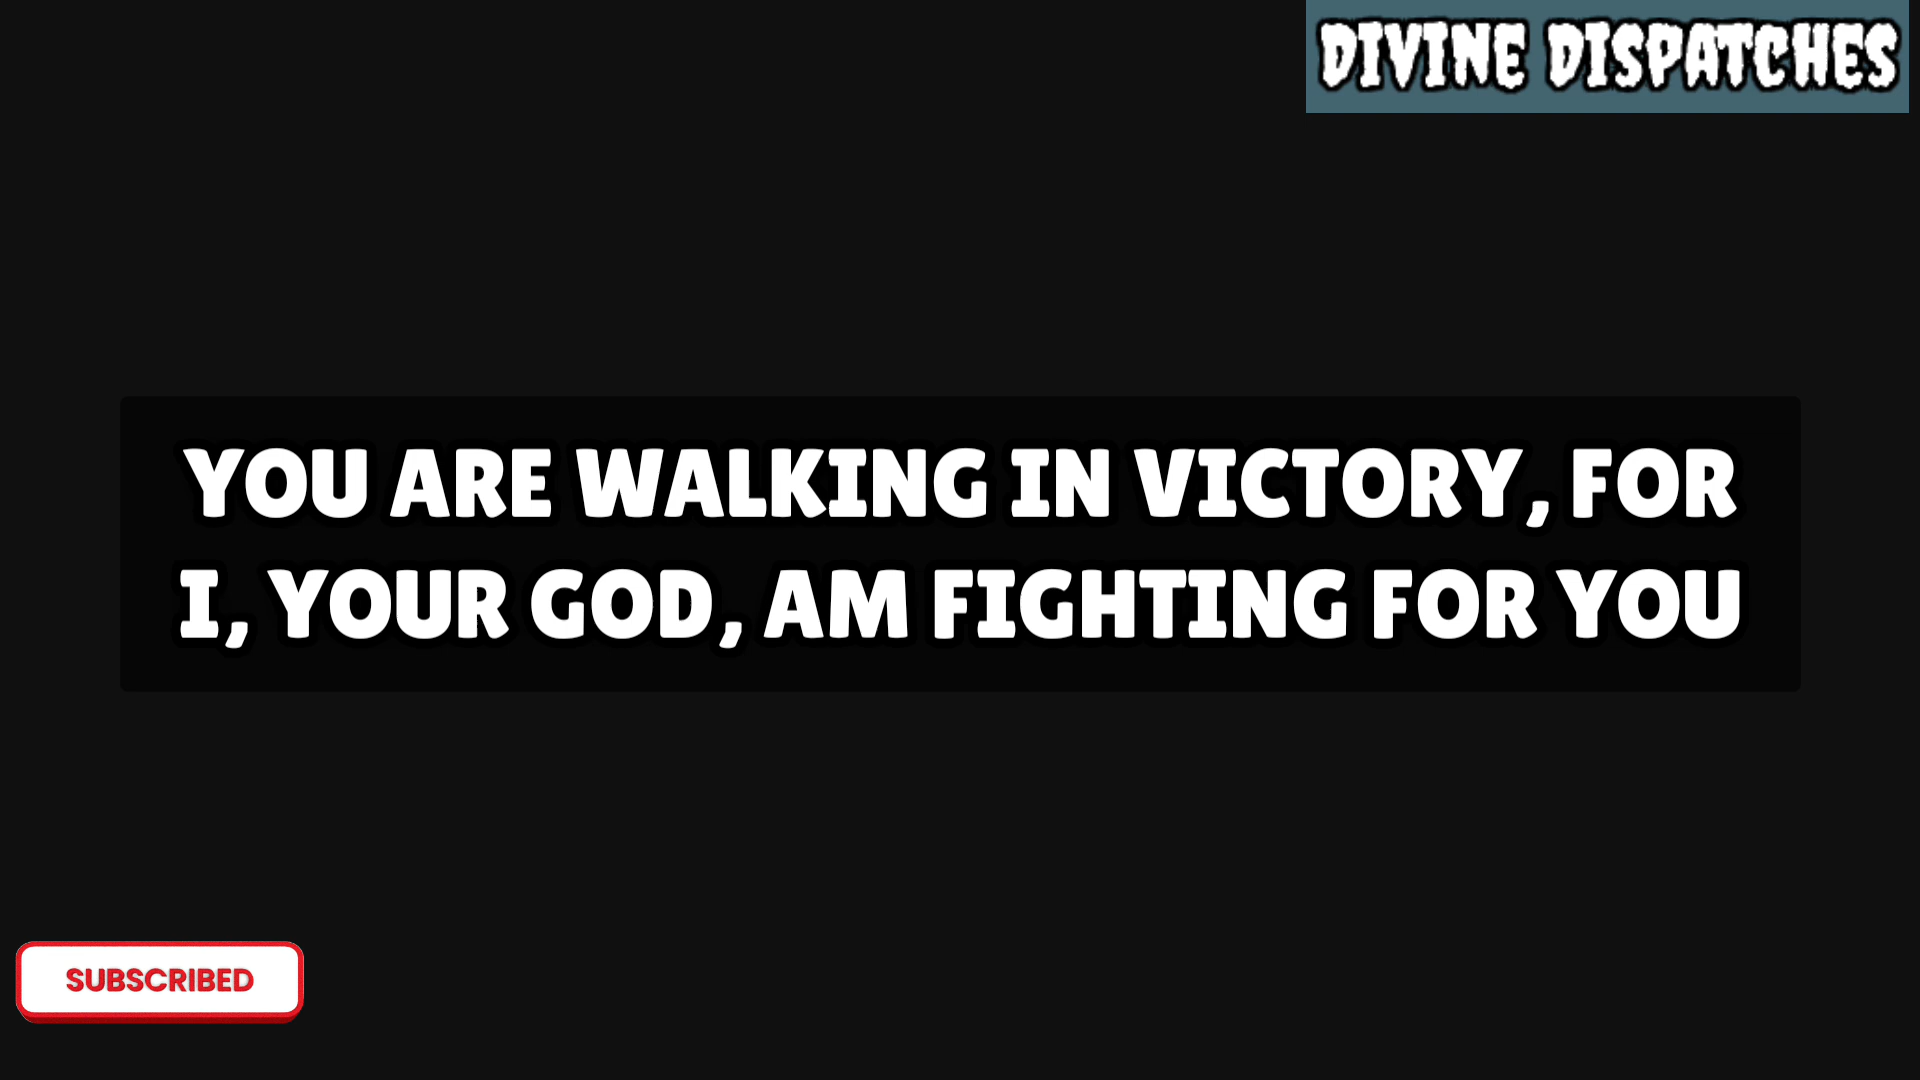 DIVINE DISPATCHES
YOU ARE WALKING IN VICTORY, FOR
I, YOUR GOD, AM FIGHTING FOR YOU
SUBSCRIBED